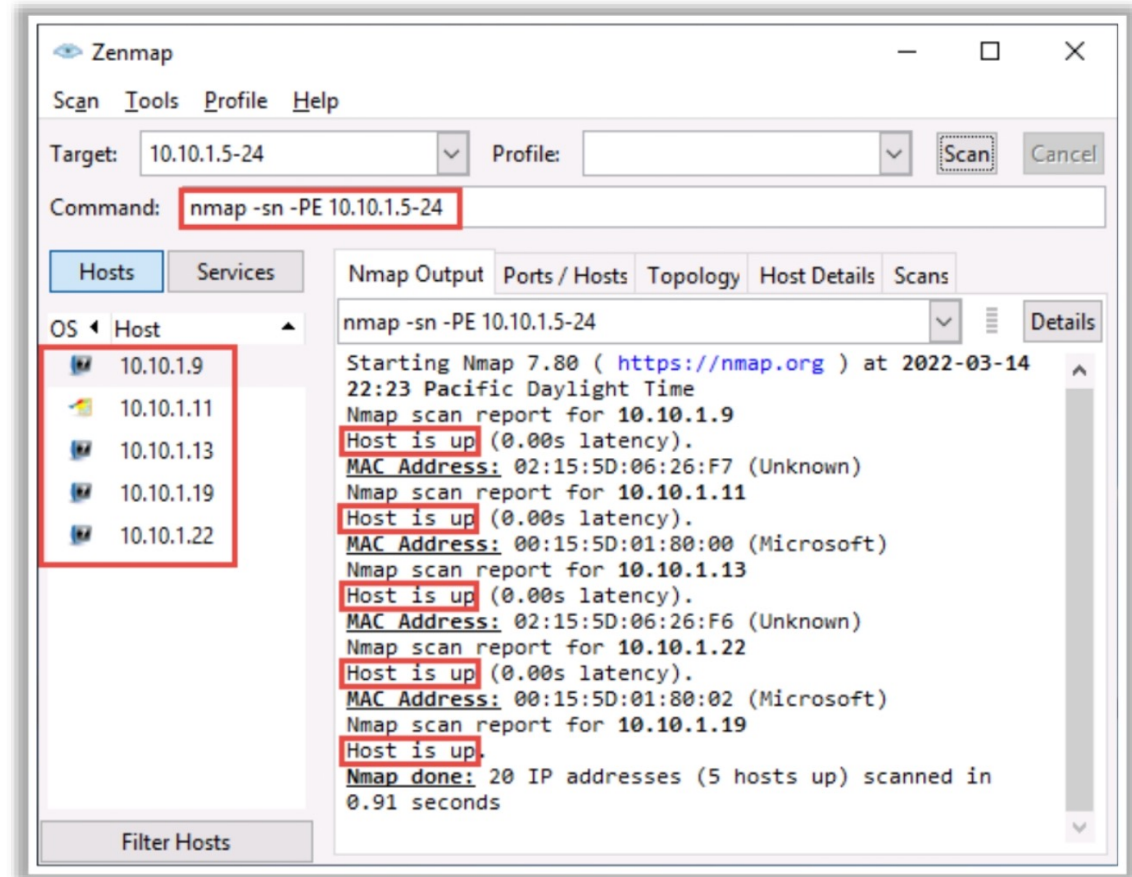 Zenmap
Scan Tools Profile Help
Target: 10.10.1.5-24 Profile: Scan Cancel
Command: nmap -sn -PE 10.10.1.5-24
Hosts Services
Nmap Output Ports / Hosts Topology Host Details Scans
OS Host
nmap -sn -PE 10.10.1.5-24 Details
10.10.1.9
10.10.1.11
10.10.1.13
10.10.1.19
10.10.1.22
Starting Nmap 7.80 ( https://nmap.org ) at 2022-03-14
22:23 Pacific Daylight Time
Nmap scan report for 10.10.1.9
Host is up (0.00s latency).
MAC Address: 02:15:5D:06:26:F7 (Unknown)
Nmap scan report for 10.10.1.11
Host is up (0.00s latency).
MAC Address: 00:15:5D:01:80:00 (Microsoft)
Nmap scan report for 10.10.1.13
Host is up (0.00s latency).
MAC Address: 02:15:5D:06:26:F6 (Unknown)
Nmap scan report for 10.10.1.22
Host is up (0.00s latency).
MAC Address: 00:15:5D:01:80:02 (Microsoft)
Nmap scan report for 10.10.1.19
Host is up.
Nmap done: 20 IP addresses (5 hosts up) scanned in
0.91 seconds
Filter Hosts